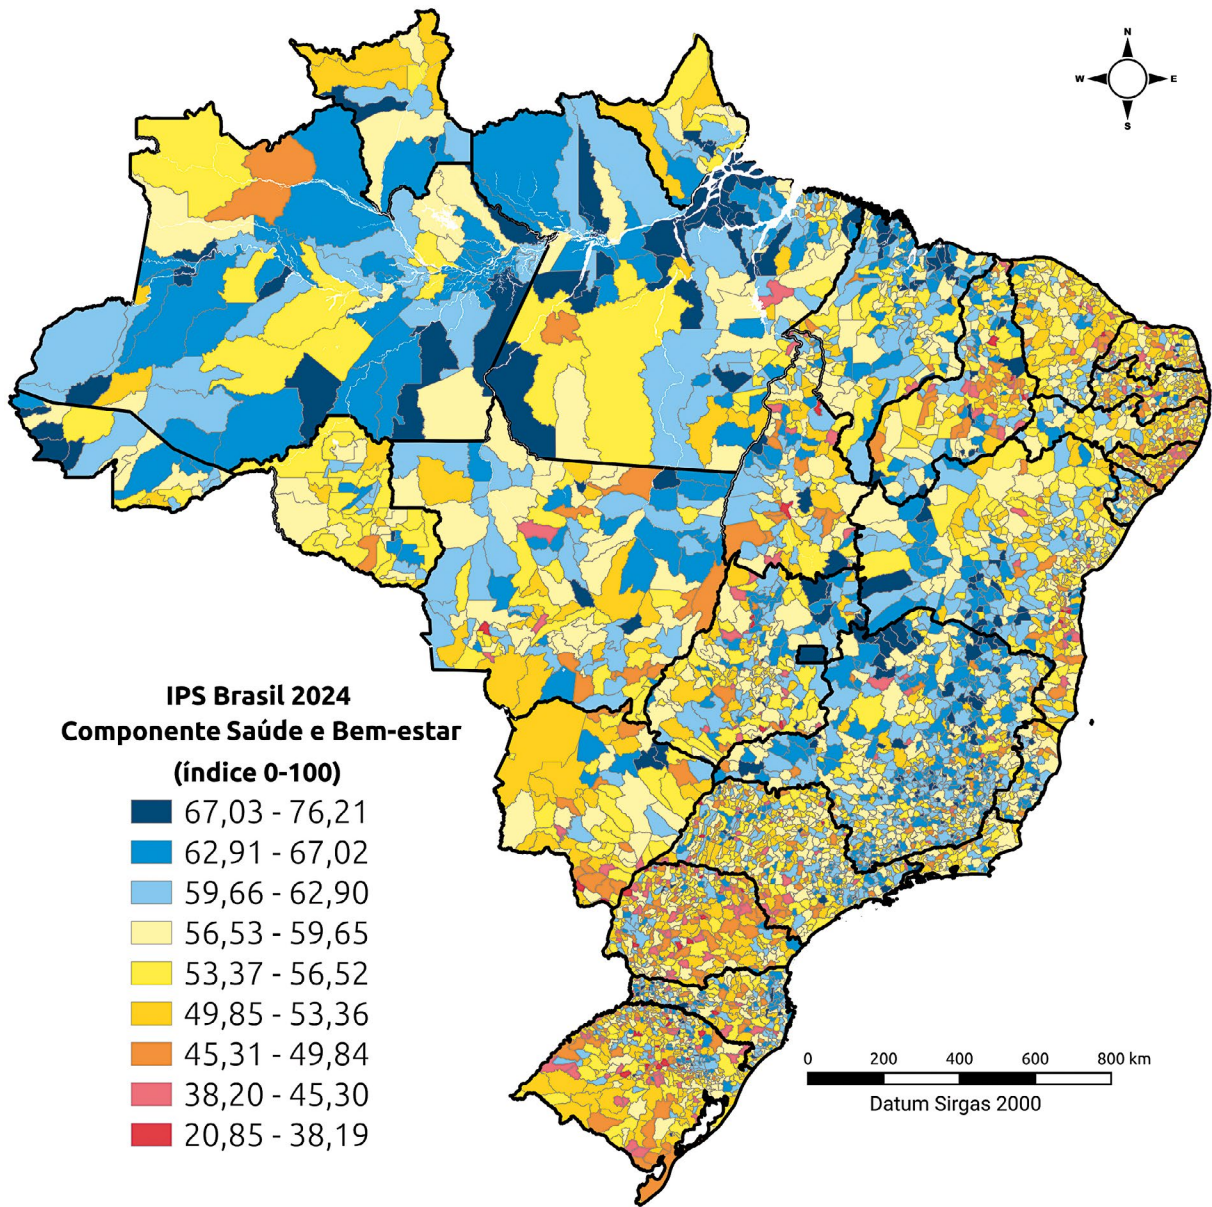 N
W E
S
IPS Brasil 2024
Componente Saúde e Bem-estar
(índice 0-100)
67,03 - 76,21
62,91 - 67,02
59,66 - 62,90
56,53 - 59,65
53,37 - 56,52
49,85 - 53,36
45,31 - 49,84
38,20 - 45,30
20,85 - 38,19
0 200 400 600 800 km
Datum Sirgas 2000